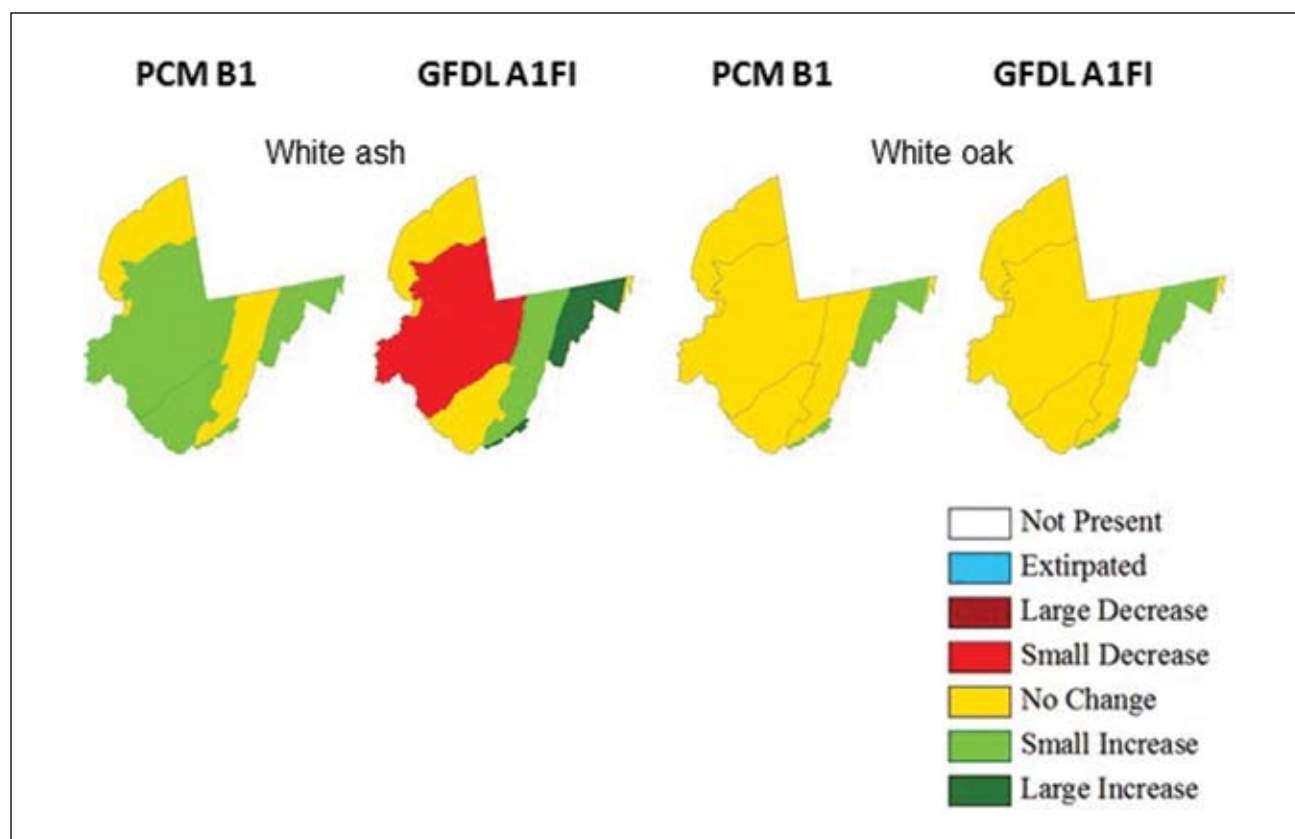 PCM B1 GFDL A1FI PCM B1 GFDL A1FI
White ash White oak
Not Present
Extirpated
Large Decrease
Small Decrease
No Change
Small Increase
Large Increase